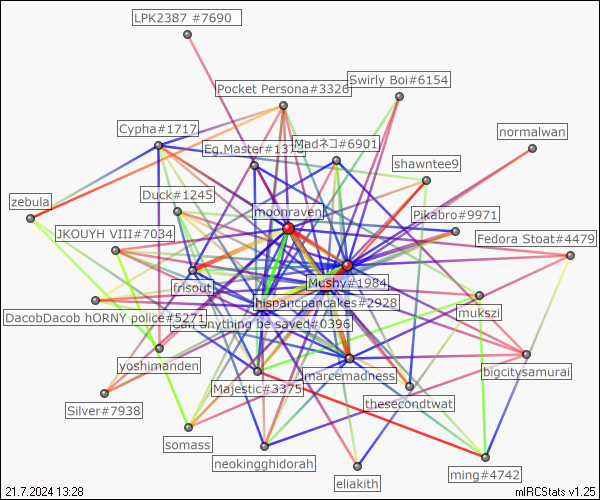 LPK2387 #7690
Swirly Boi#6154
Pocket Persona#3326
Cypha#1717
normalwan
Madネコ#6901
Eg.Master#1373
shawntee9
Duck#1245
zebula
moonraven
Pikabro#9971
JKOUYH VIII#7034
Fedora Stoat#4479
Mushy#1984
frisout
hispanicpancakes#2928
mukszi
DacobDacob hORNY police#5271
Can anything be saved#0396
yoshimanden
marcemadness
bigcitysamurai
Majestic#3375
thesecondtwat
Silver#7938
somass
neokingghidorah
ming#4742
eliakith
21.7.2024 13:28
mIRCStats v1.25